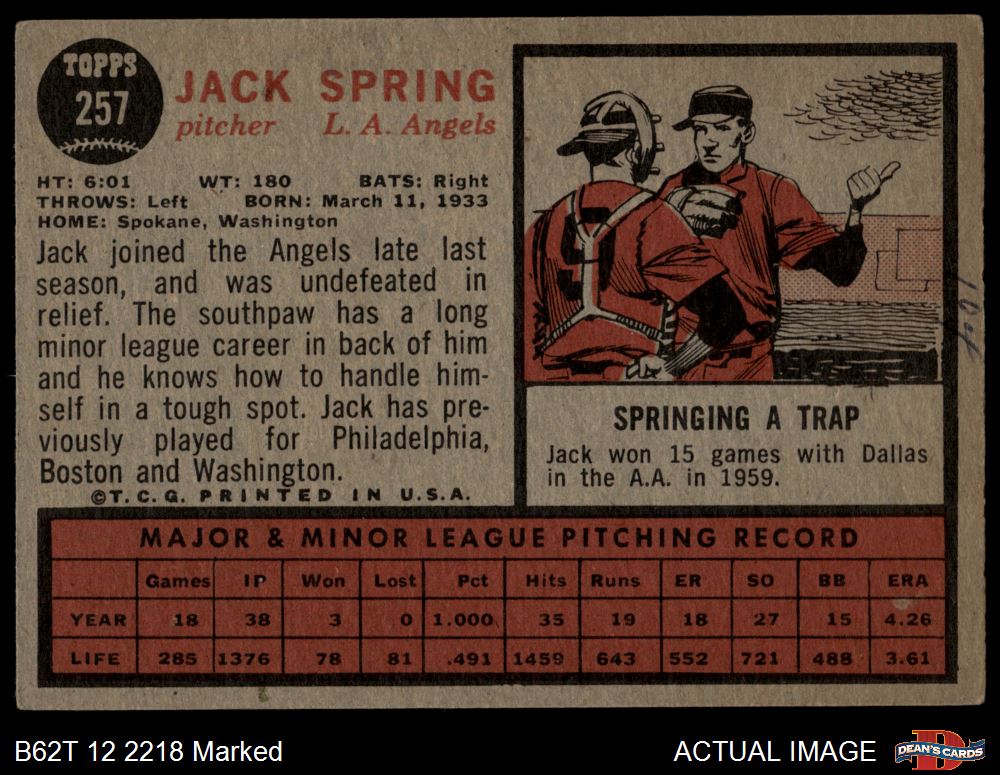 TOPPS
257
JACK SPRING
pitcher L. A. Angels
HT: 6:01 WT: 180 BATS: Right
THROWS: Left BORN: March 11, 1933
HOME: Spokane, Washington
Jack joined the Angels late last
season, and was undefeated in
relief. The southpaw has a long
minor league career in back of him
and he knows how to handle him-
self in a tough spot. Jack has pre-
viously played for Philadelphia,
Boston and Washington.
©T. C. G. PRINTED IN U.S.A.
SPRINGING A TRAP
Jack won 15 games with Dallas
in the A.A. in 1959.
MAJOR & MINOR LEAGUE PITCHING RECORD
Games IP Won Lost Pct Hits Runs ER SO BB ERA
YEAR 18 38 3 0 1.000 35 19 18 27 15 4.26
LIFE 285 1376 78 81 .491 1459 643 552 721 488 3.61
B62T 12 2218 Marked
ACTUAL IMAGE
DEAN'S CARDS